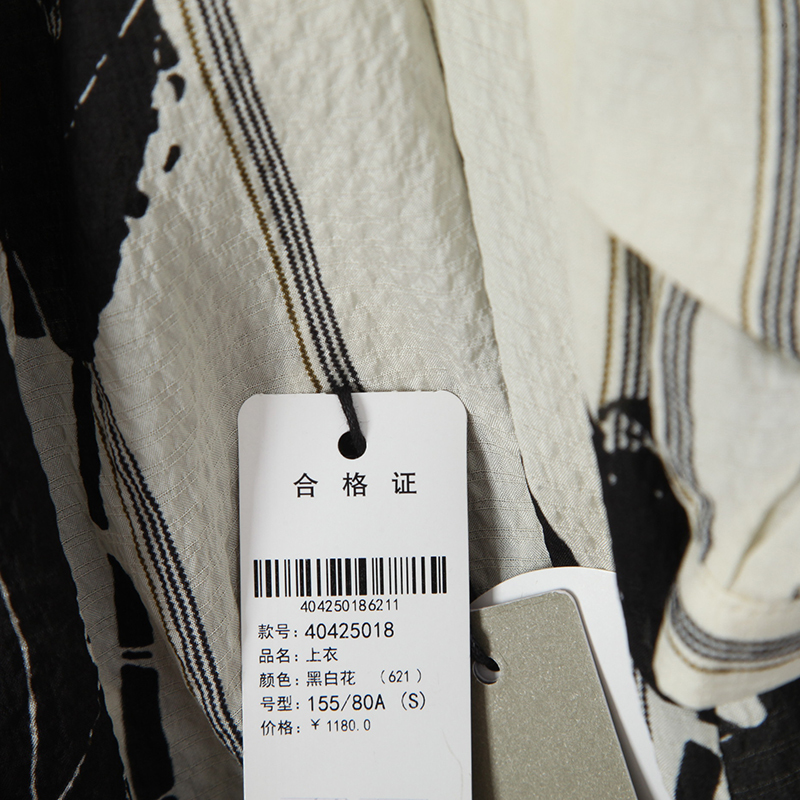 合格证
404250186211
款号：40425018
品名：上衣
颜色：黑白花 （621）
号型：155/80A （S）
价格：￥1180.0